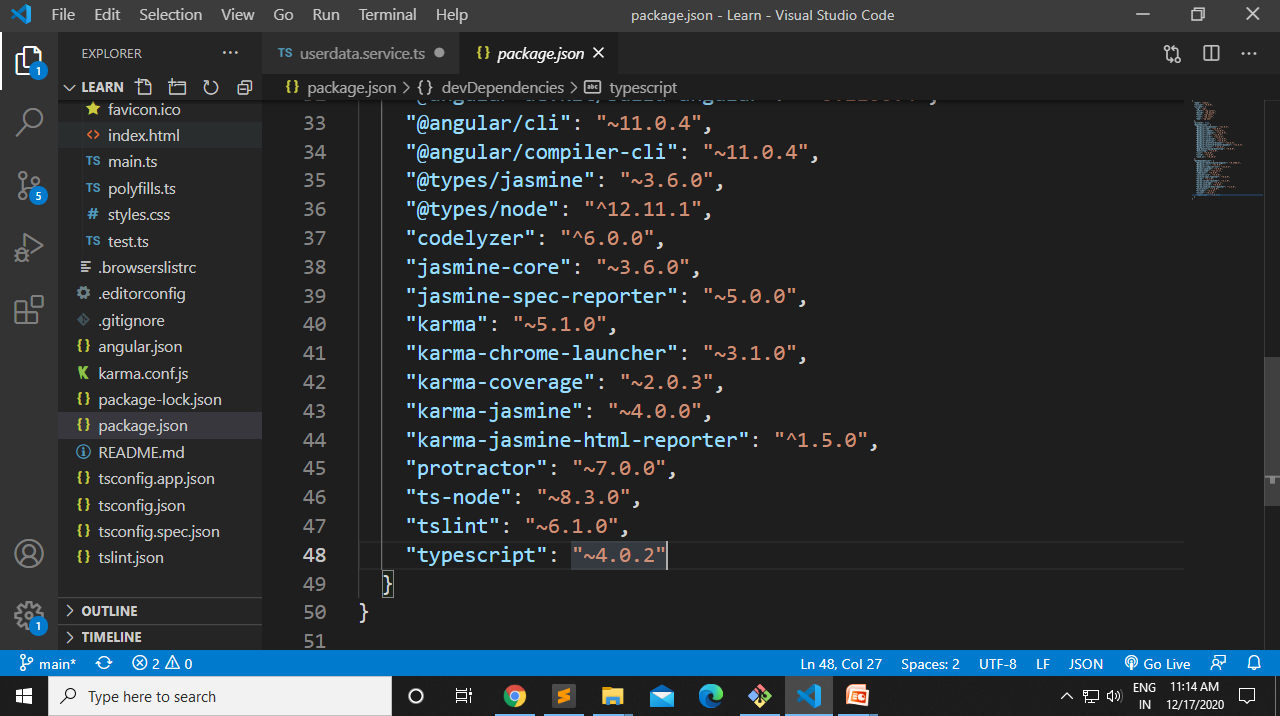 File Edit Selection View Go Run Terminal Help
package.json - Learn - Visual Studio Code
EXPLORER
LEARN
favicon.ico
index.html
TS main.ts
TS polyfills.ts
# styles.css
TS test.ts
.browserslistrc
.editorconfig
.gitignore
{} angular.json
K karma.conf.js
{} package-lock.json
{} package.json
README.md
{} tsconfig.app.json
{} tsconfig.json
{} tsconfig.spec.json
{} tslint.json
OUTLINE
TIMELINE
1
5
1
TS userdata.service.ts
{} package.json
{} package.json > {} devDependencies > abc typescript
33 "@angular/cli": "~11.0.4",
34 "@angular/compiler-cli": "~11.0.4",
35 "@types/jasmine": "~3.6.0",
36 "@types/node": "^12.11.1",
37 "codelyzer": "^6.0.0",
38 "jasmine-core": "~3.6.0",
39 "jasmine-spec-reporter": "~5.0.0",
40 "karma": "~5.1.0",
41 "karma-chrome-launcher": "~3.1.0",
42 "karma-coverage": "~2.0.3",
43 "karma-jasmine": "~4.0.0",
44 "karma-jasmine-html-reporter": "^1.5.0",
45 "protractor": "~7.0.0",
46 "ts-node": "~8.3.0",
47 "tslint": "~6.1.0",
48 "typescript": "~4.0.2"
49 }
50 }
51
main* 2 0
Ln 48, Col 27 Spaces: 2 UTF-8 LF JSON Go Live
Type here to search
ENG
IN
11:14 AM
12/17/2020